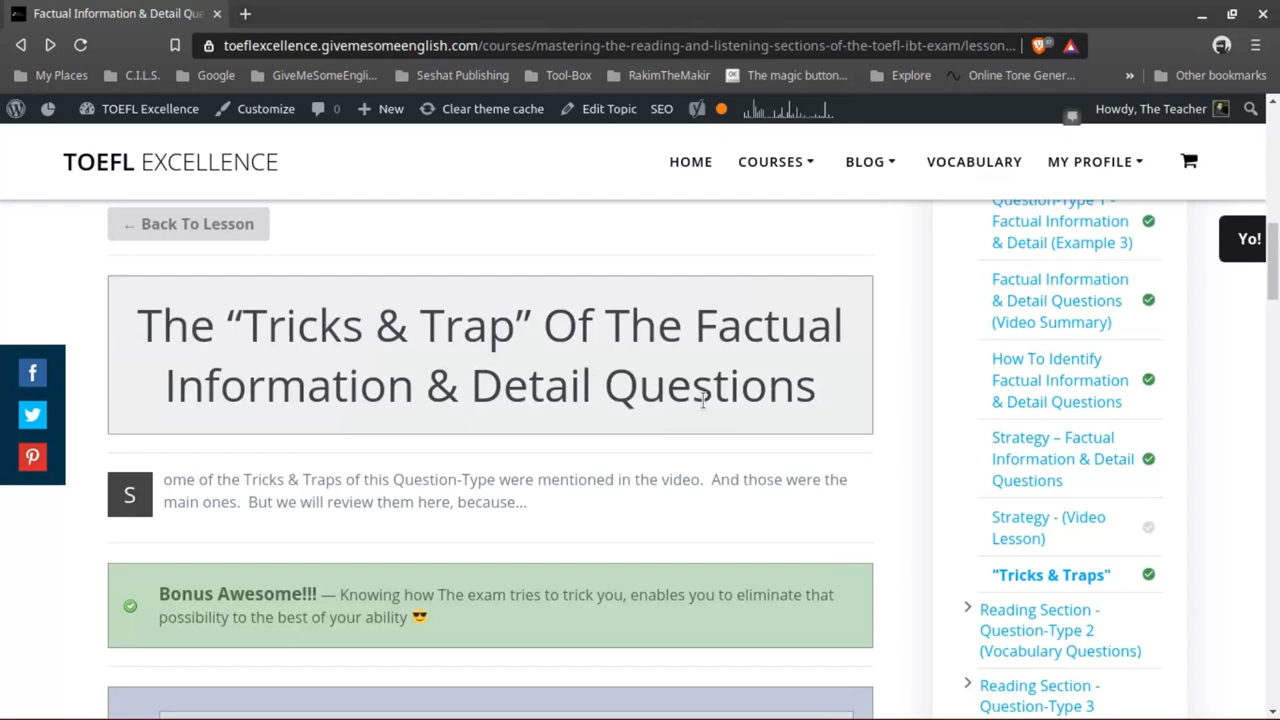 Factual Information & Detail Que
toeflexcellence.givemesomeenglish.com/courses/mastering-the-reading-and-listening-sections-of-the-toefl-ibt-exam/lesson...
My Places
C.I.L.S.
Google
GiveMeSomeEngli...
Seshat Publishing
Tool-Box
RakimTheMakir
OK
The magic button...
Explore
Online Tone Gener...
»
Other bookmarks
TOEFL Excellence
Customize
0
New
Clear theme cache
Edit Topic
SEO
Howdy, The Teacher
TOEFL EXCELLENCE
HOME
COURSES
BLOG
VOCABULARY
MY PROFILE
← Back To Lesson
The “Tricks & Trap” Of The Factual
Information & Detail Questions
Some of the Tricks & Traps of this Question-Type were mentioned in the video. And those were the
main ones. But we will review them here, because...
Bonus Awesome!!! — Knowing how The exam tries to trick you, enables you to eliminate that
possibility to the best of your ability 😎
Question-Type 1 -
Factual Information
& Detail (Example 3)
Factual Information
& Detail Questions
(Video Summary)
How To Identify
Factual Information
& Detail Questions
Strategy – Factual
Information & Detail
Questions
Strategy - (Video
Lesson)
"Tricks & Traps"
Reading Section -
Question-Type 2
(Vocabulary Questions)
Reading Section -
Question-Type 3
Yo!